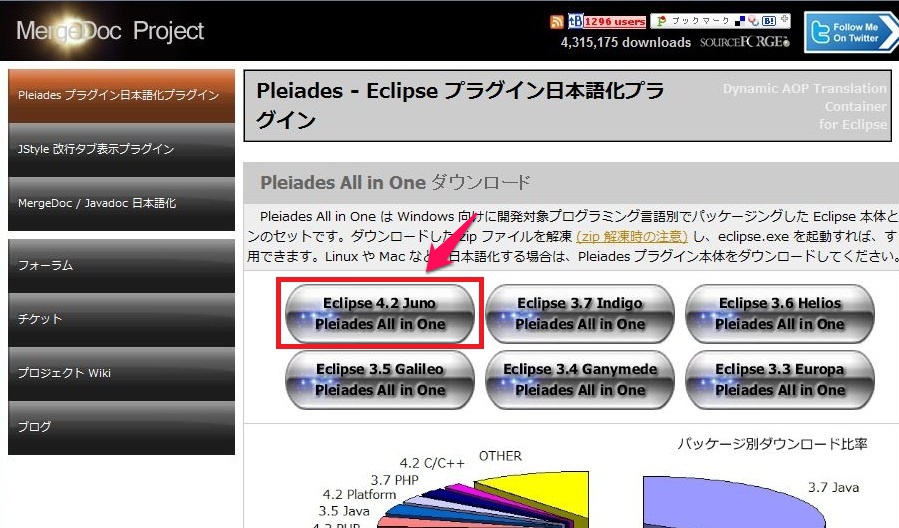 MergeDoc Project
1296 users
ブックマーク
B!
4,315,175 downloads
SOURCEFORGE
Follow Me
On Twitter
Pleiades プラグイン日本語化プラグイン
JStyle 改行タブ表示プラグイン
MergeDoc / Javadoc 日本語化
フォーラム
チケット
プロジェクト Wiki
ブログ
Pleiades - Eclipse プラグイン日本語化プラ
グイン
Dynamic AOP Translation
Container
for Eclipse
Pleiades All in One ダウンロード
Pleiades All in One は Windows 向けに開発対象プログラミング言語別でパッケージングした Eclipse 本体と
ンのセットです。ダウンロードした zip ファイルを解凍 (zip 解凍時の注意) し、eclipse.exe を起動すれば、す
用できます。Linux や Mac など 日本語化する場合は、Pleiades プラグイン本体をダウンロードしてください。
Eclipse 4.2 Juno
Pleiades All in One
Eclipse 3.7 Indigo
Pleiades All in One
Eclipse 3.6 Helios
Pleiades All in One
Eclipse 3.5 Galileo
Pleiades All in One
Eclipse 3.4 Ganymede
Pleiades All in One
Eclipse 3.3 Europa
Pleiades All in One
パッケージ別ダウンロード比率
OTHER
4.2 C/C++
3.7 PHP
4.2 Platform
3.5 Java
4.2 PHP
3.7 Java